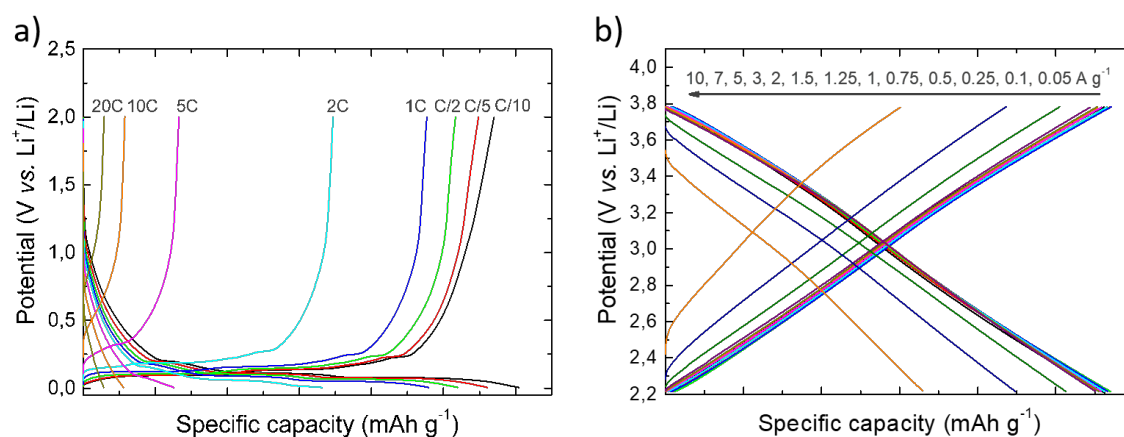 a)
2,5
2,0
1,5
1,0
0,5
0,0
Potential (V vs. Li⁺/Li)
20C 10C 5C 2C 1C C/2 C/5 C/10
Specific capacity (mAh g⁻¹)
b)
4,0
3,8
3,6
3,4
3,2
3,0
2,8
2,6
2,4
2,2
Potential (V vs. Li⁺/Li)
10, 7, 5, 3, 2, 1.5, 1.25, 1, 0.75, 0.5, 0.25, 0.1, 0.05 A g⁻¹
Specific capacity (mAh g⁻¹)